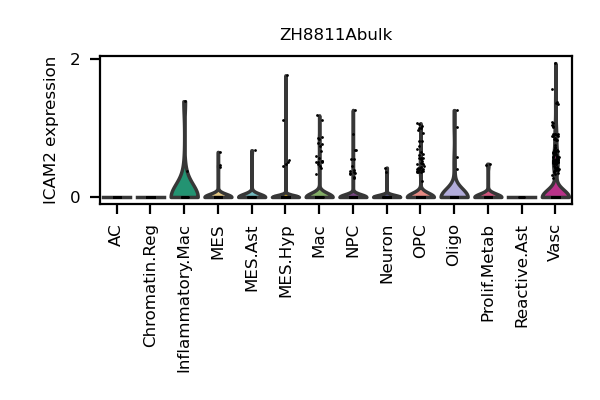 ZH8811Abulk
ICAM2 expression
2
0
AC
Chromatin.Reg
Inflammatory.Mac
MES
MES.Ast
MES.Hyp
Mac
NPC
Neuron
OPC
Oligo
Prolif.Metab
Reactive.Ast
Vasc